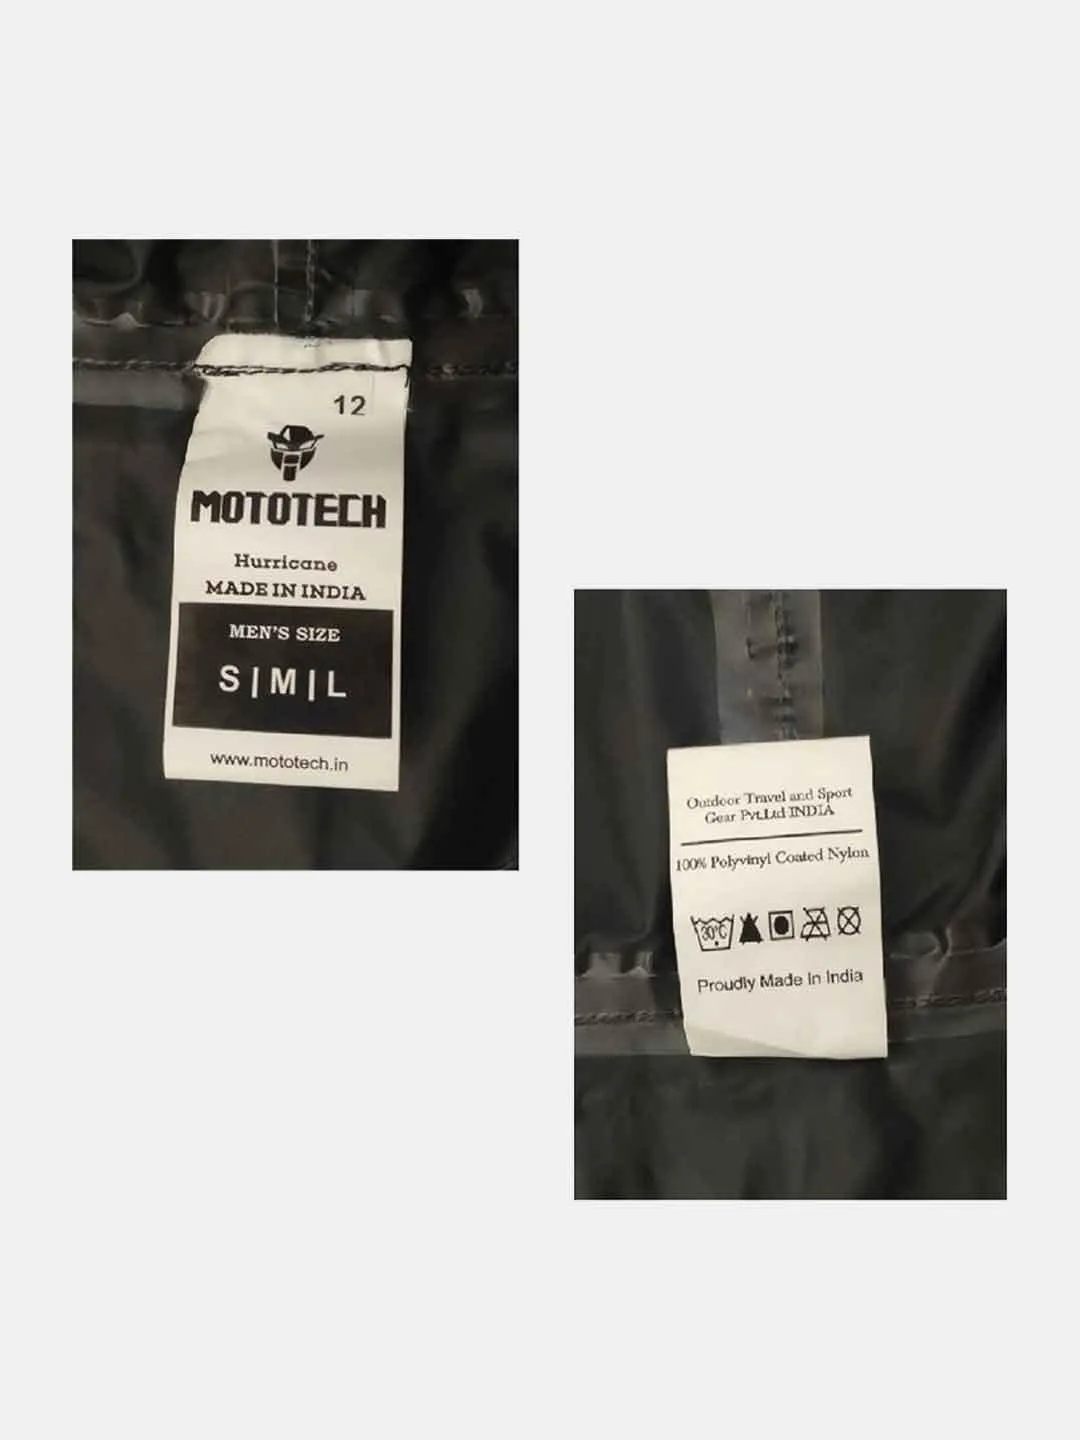 12
MOTOTECH
Hurricane
MADE IN INDIA
MEN'S SIZE
S|M|L
www.mototech.in
Outdoor Travel and Sport
Gear Pvt.Ltd INDIA
100% Polyvinyl Coated Nylon
30°C
Proudly Made In India